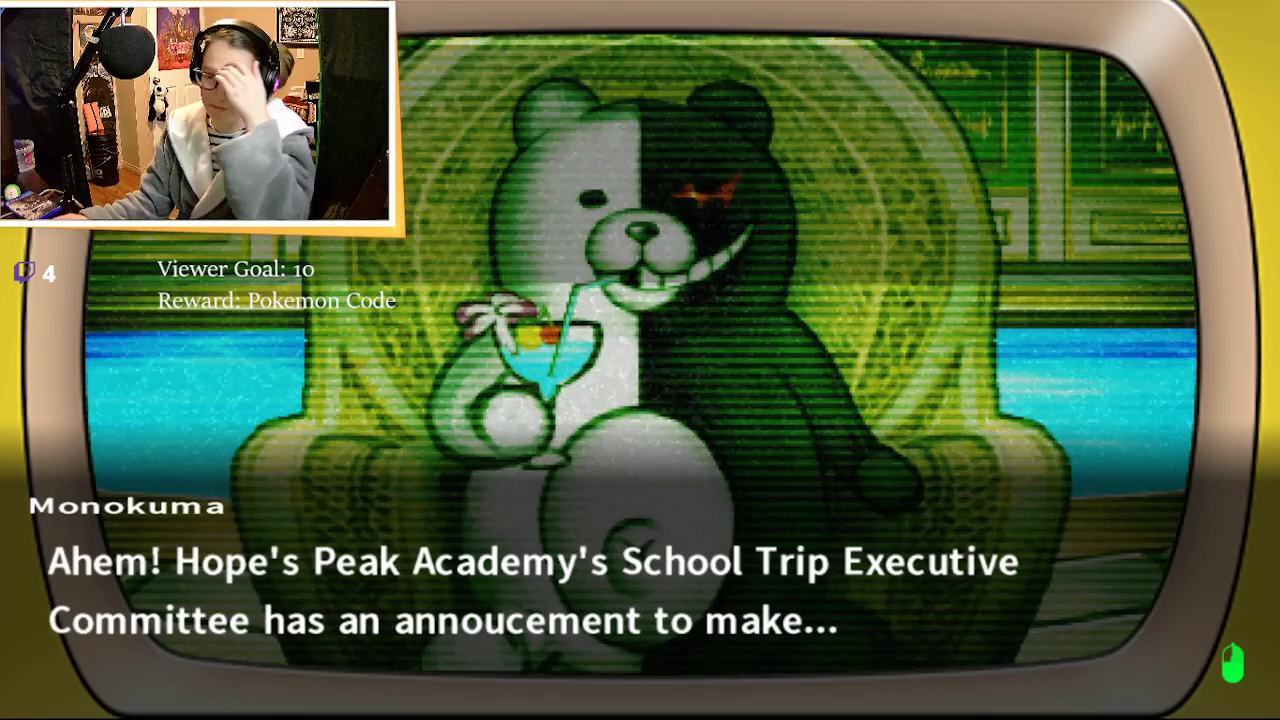 4
Viewer Goal: 10
Reward: Pokemon Code
Monokuma
Ahem! Hope's Peak Academy's School Trip Executive
Committee has an annoucement to make...